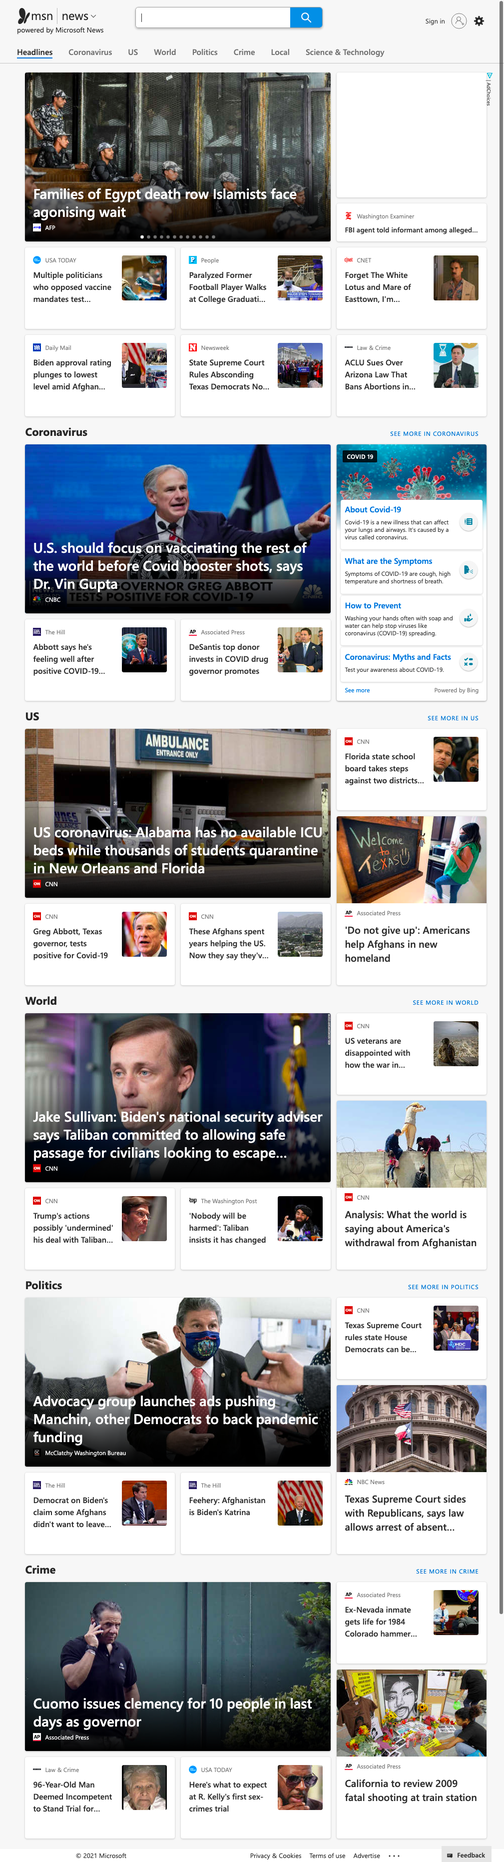 msn news
powered by Microsoft News
Sign in
Headlines Coronavirus US World Politics Crime Local Science & Technology
AdChoices
Families of Egypt death row Islamists face
agonising wait
AFP
Washington Examiner
FBI agent told informant among alleged...
USA TODAY
Multiple politicians
who opposed vaccine
mandates test...
People
Paralyzed Former
Football Player Walks
at College Graduati...
CNET
Forget The White
Lotus and Mare of
Easttown, I'm...
Daily Mail
Biden approval rating
plunges to lowest
level amid Afghan...
Newsweek
State Supreme Court
Rules Absconding
Texas Democrats No...
Law & Crime
ACLU Sues Over
Arizona Law That
Bans Abortions in...
Coronavirus
SEE MORE IN CORONAVIRUS
U.S. should focus on vaccinating the rest of
the world before Covid booster shots, says
Dr. Vin Gupta
GOVERNOR GREG ABBOTT
TESTS POSITIVE FOR COVID-19
CNBC
COVID 19
About Covid-19
Covid-19 is a new illness that can affect
your lungs and airways. It's caused by a
virus called coronavirus.
What are the Symptoms
Symptoms of COVID-19 are cough, high
temperature and shortness of breath.
How to Prevent
Washing your hands often with soap and
water can help stop viruses like
coronavirus (COVID-19) spreading.
Coronavirus: Myths and Facts
Test your awareness about COVID-19.
See more
Powered by Bing
The Hill
Abbott says he's
feeling well after
positive COVID-19...
Associated Press
DeSantis top donor
invests in COVID drug
governor promotes
US
SEE MORE IN US
AMBULANCE
ENTRANCE ONLY
US coronavirus: Alabama has no available ICU
beds while thousands of students quarantine
in New Orleans and Florida
CNN
CNN
Florida state school
board takes steps
against two districts...
Welcome
to
Texas
Associated Press
'Do not give up': Americans
help Afghans in new
homeland
CNN
Greg Abbott, Texas
governor, tests
positive for Covid-19
CNN
These Afghans spent
years helping the US.
Now they say they'v...
World
SEE MORE IN WORLD
Jake Sullivan: Biden's national security adviser
says Taliban committed to allowing safe
passage for civilians looking to escape...
CNN
CNN
US veterans are
disappointed with
how the war in...
CNN
Analysis: What the world is
saying about America's
withdrawal from Afghanistan
CNN
Trump's actions
possibly 'undermined'
his deal with Taliban...
The Washington Post
'Nobody will be
harmed': Taliban
insists it has changed
Politics
SEE MORE IN POLITICS
Advocacy group launches ads pushing
Manchin, other Democrats to back pandemic
funding
McClatchy Washington Bureau
CNN
Texas Supreme Court
rules state House
Democrats can be...
NBC News
Texas Supreme Court sides
with Republicans, says law
allows arrest of absent...
The Hill
Democrat on Biden's
claim some Afghans
didn't want to leave...
The Hill
Feehery: Afghanistan
is Biden's Katrina
Crime
SEE MORE IN CRIME
Cuomo issues clemency for 10 people in last
days as governor
Associated Press
Associated Press
Ex-Nevada inmate
gets life for 1984
Colorado hammer...
Associated Press
California to review 2009
fatal shooting at train station
Law & Crime
96-Year-Old Man
Deemed Incompetent
to Stand Trial for...
USA TODAY
Here's what to expect
at R. Kelly's first sex-
crimes trial
© 2021 Microsoft
Privacy & Cookies Terms of use Advertise ...
Feedback